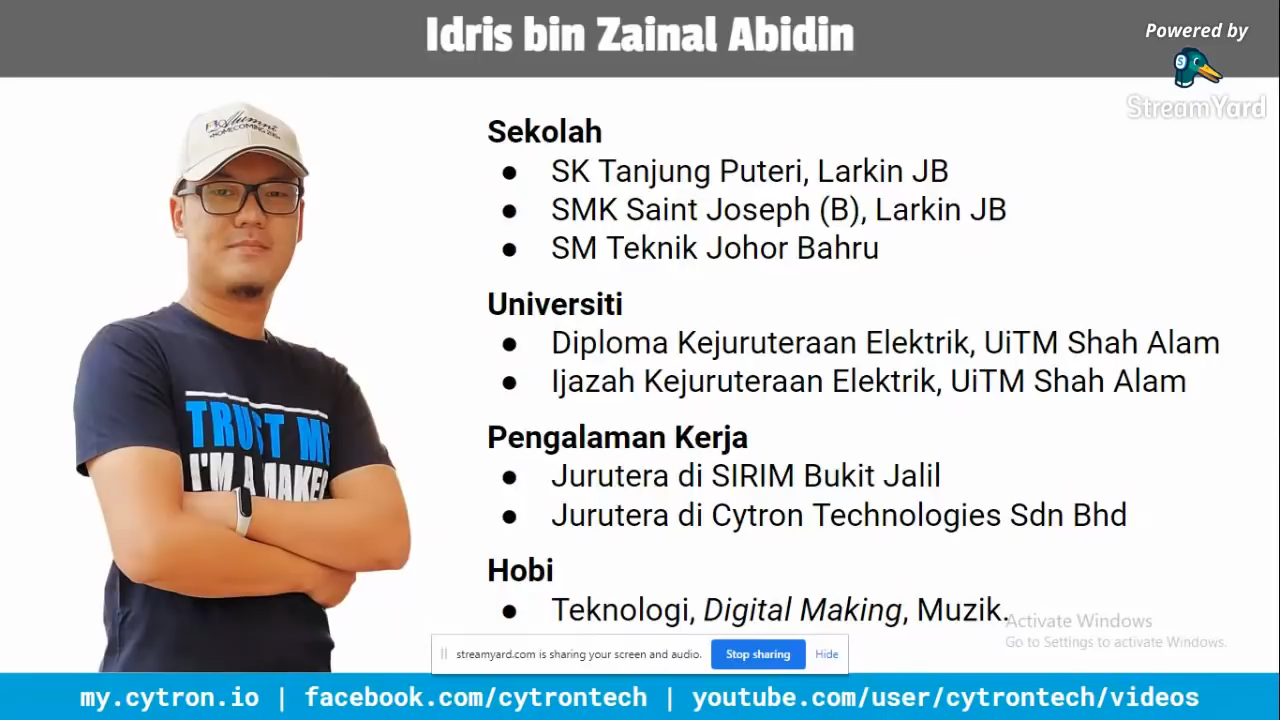 Idris bin Zainal Abidin
Powered by
StreamYard
Alumni
HOMECOMING
TRUST ME
I'M A MAKER
Sekolah
● SK Tanjung Puteri, Larkin JB
● SMK Saint Joseph (B), Larkin JB
● SM Teknik Johor Bahru
Universiti
● Diploma Kejuruteraan Elektrik, UiTM Shah Alam
● Ijazah Kejuruteraan Elektrik, UiTM Shah Alam
Pengalaman Kerja
● Jurutera di SIRIM Bukit Jalil
● Jurutera di Cytron Technologies Sdn Bhd
Hobi
● Teknologi, Digital Making, Muzik.
Activate Windows
Go to Settings to activate Windows.
streamyard.com is sharing your screen and audio. Stop sharing Hide
my.cytron.io | facebook.com/cytrontech | youtube.com/user/cytrontech/videos